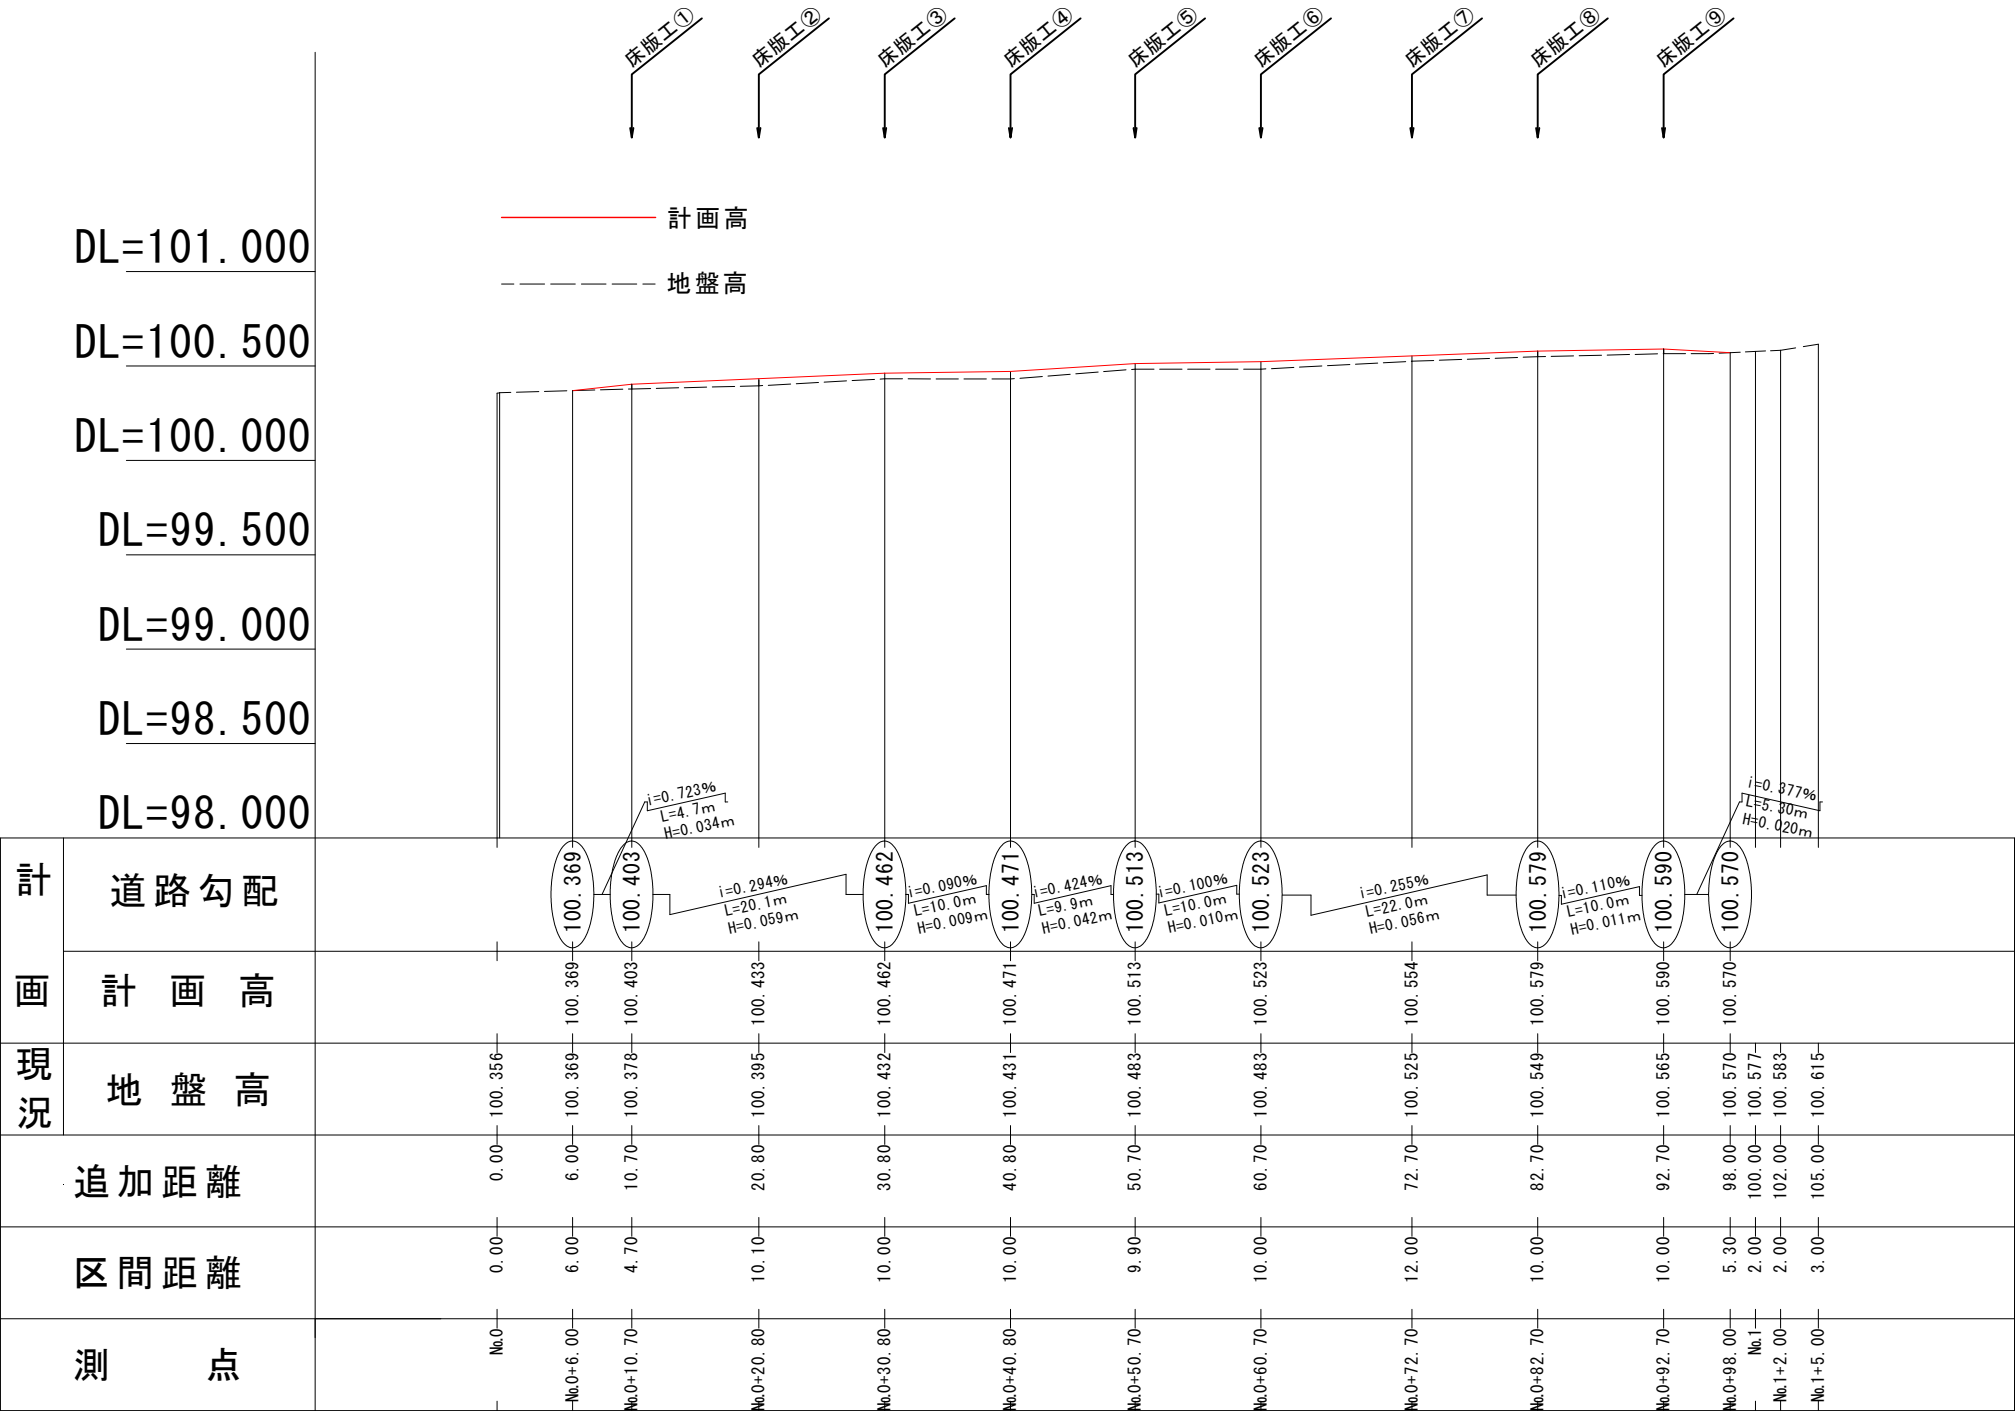 床版工①
床版工②
床版工③
床版工④
床版工⑤
床版工⑥
床版工⑦
床版工⑧
床版工⑨
計画高
地盤高
DL=101.000
DL=100.500
DL=100.000
DL=99.500
DL=99.000
DL=98.500
DL=98.000
i=0.723%
L=4.7m
H=0.034m
i=0.377%
L=5.30m
H=0.020m
計画
道路勾配
100.369
100.403
i=0.294%
L=20.1m
H=0.059m
100.462
i=0.090%
L=10.0m
H=0.009m
100.471
i=0.424%
L=9.9m
H=0.042m
100.513
i=0.100%
L=10.0m
H=0.010m
100.523
i=0.255%
L=22.0m
H=0.056m
100.579
i=0.110%
L=10.0m
H=0.011m
100.590
100.570
計画高
100.369
100.403
100.433
100.462
100.471
100.513
100.523
100.554
100.579
100.590
100.570
現況
地盤高
100.356
100.369
100.378
100.395
100.432
100.431
100.483
100.483
100.525
100.549
100.565
100.570
100.577
100.583
100.615
追加距離
0.00
6.00
10.70
20.80
30.80
40.80
50.70
60.70
72.70
82.70
92.70
98.00
100.00
102.00
105.00
区間距離
0.00
6.00
4.70
10.10
10.00
10.00
9.90
10.00
12.00
10.00
10.00
5.30
2.00
2.00
3.00
測点
No.0
No.0+6.00
No.0+10.70
No.0+20.80
No.0+30.80
No.0+40.80
No.0+50.70
No.0+60.70
No.0+72.70
No.0+82.70
No.0+92.70
No.0+98.00
No.1
No.1+2.00
No.1+5.00